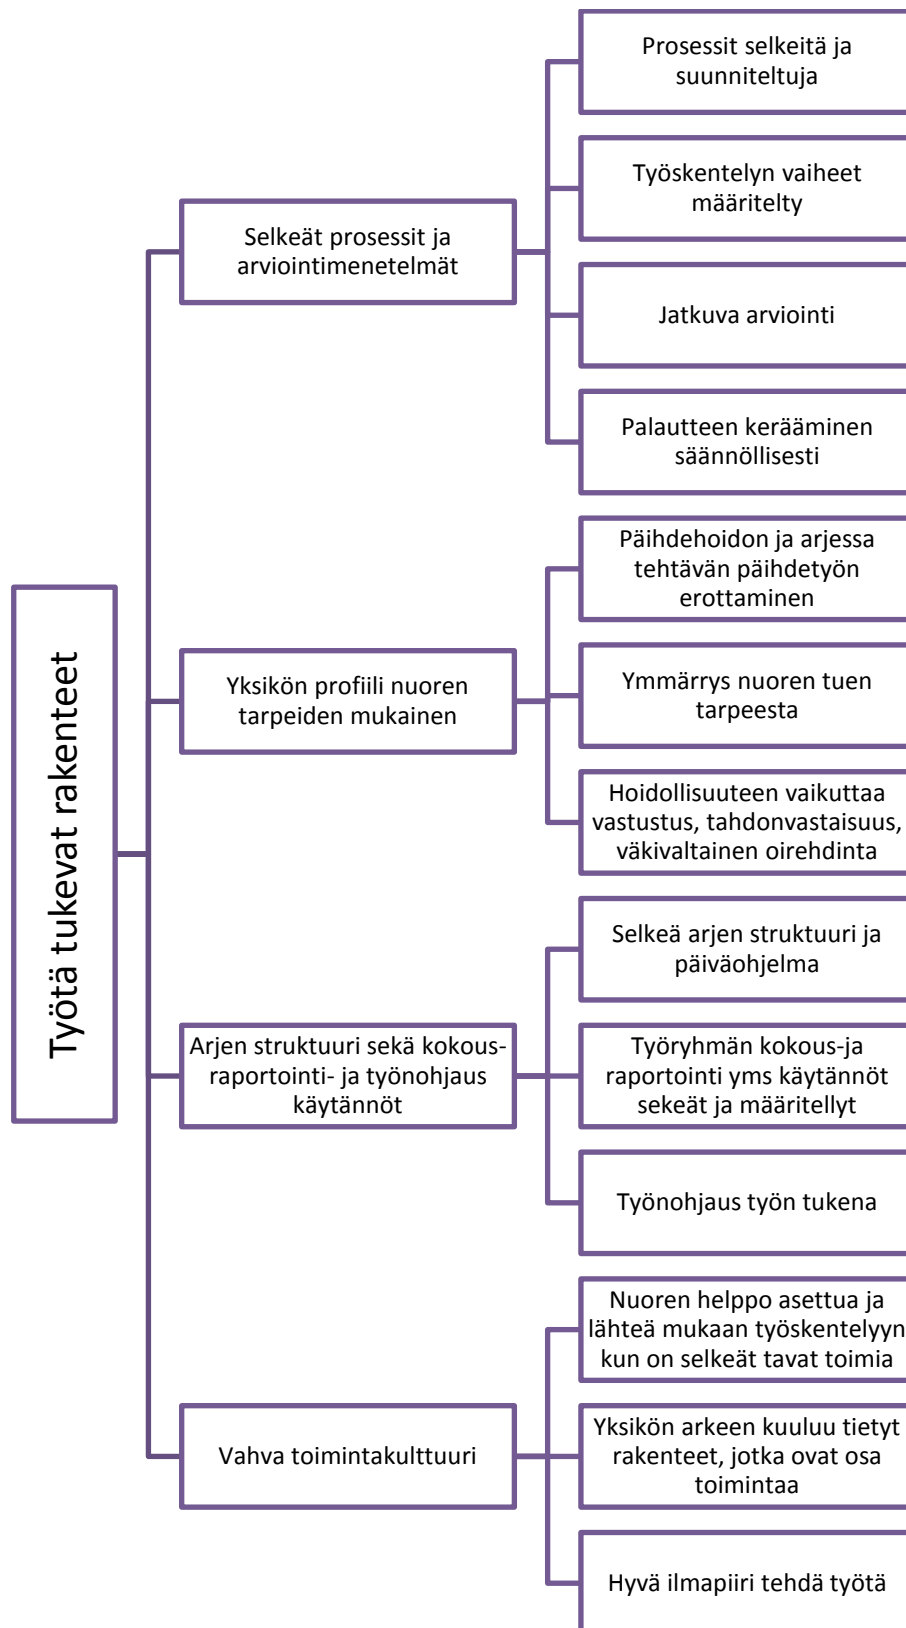 Työtä tukevat rakenteet
Selkeät prosessit ja
arviointimenetelmät
Prosessit selkeitä ja
suunniteltuja
Työskentelyn vaiheet
määritelty
Jatkuva arviointi
Palautteen kerääminen
säännöllisesti
Yksikön profiili nuoren
tarpeiden mukainen
Päihdehoidon ja arjessa
tehtävän päihdetyön
erottaminen
Ymmärrys nuoren tuen
tarpeesta
Hoidollisuuteen vaikuttaa
vastustus, tahdonvastaisuus,
väkivaltainen oirehdinta
Arjen struktuuri sekä kokous-
raportointi- ja työnohjaus
käytännöt
Selkeä arjen struktuuri ja
päiväohjelma
Työryhmän kokous-ja
raportointi yms käytännöt
sekeät ja määritellyt
Työnohjaus työn tukena
Vahva toimintakulttuuri
Nuoren helppo asettua ja
lähteä mukaan työskentelyyn
kun on selkeät tavat toimia
Yksikön arkeen kuuluu tietyt
rakenteet, jotka ovat osa
toimintaa
Hyvä ilmapiiri tehdä työtä